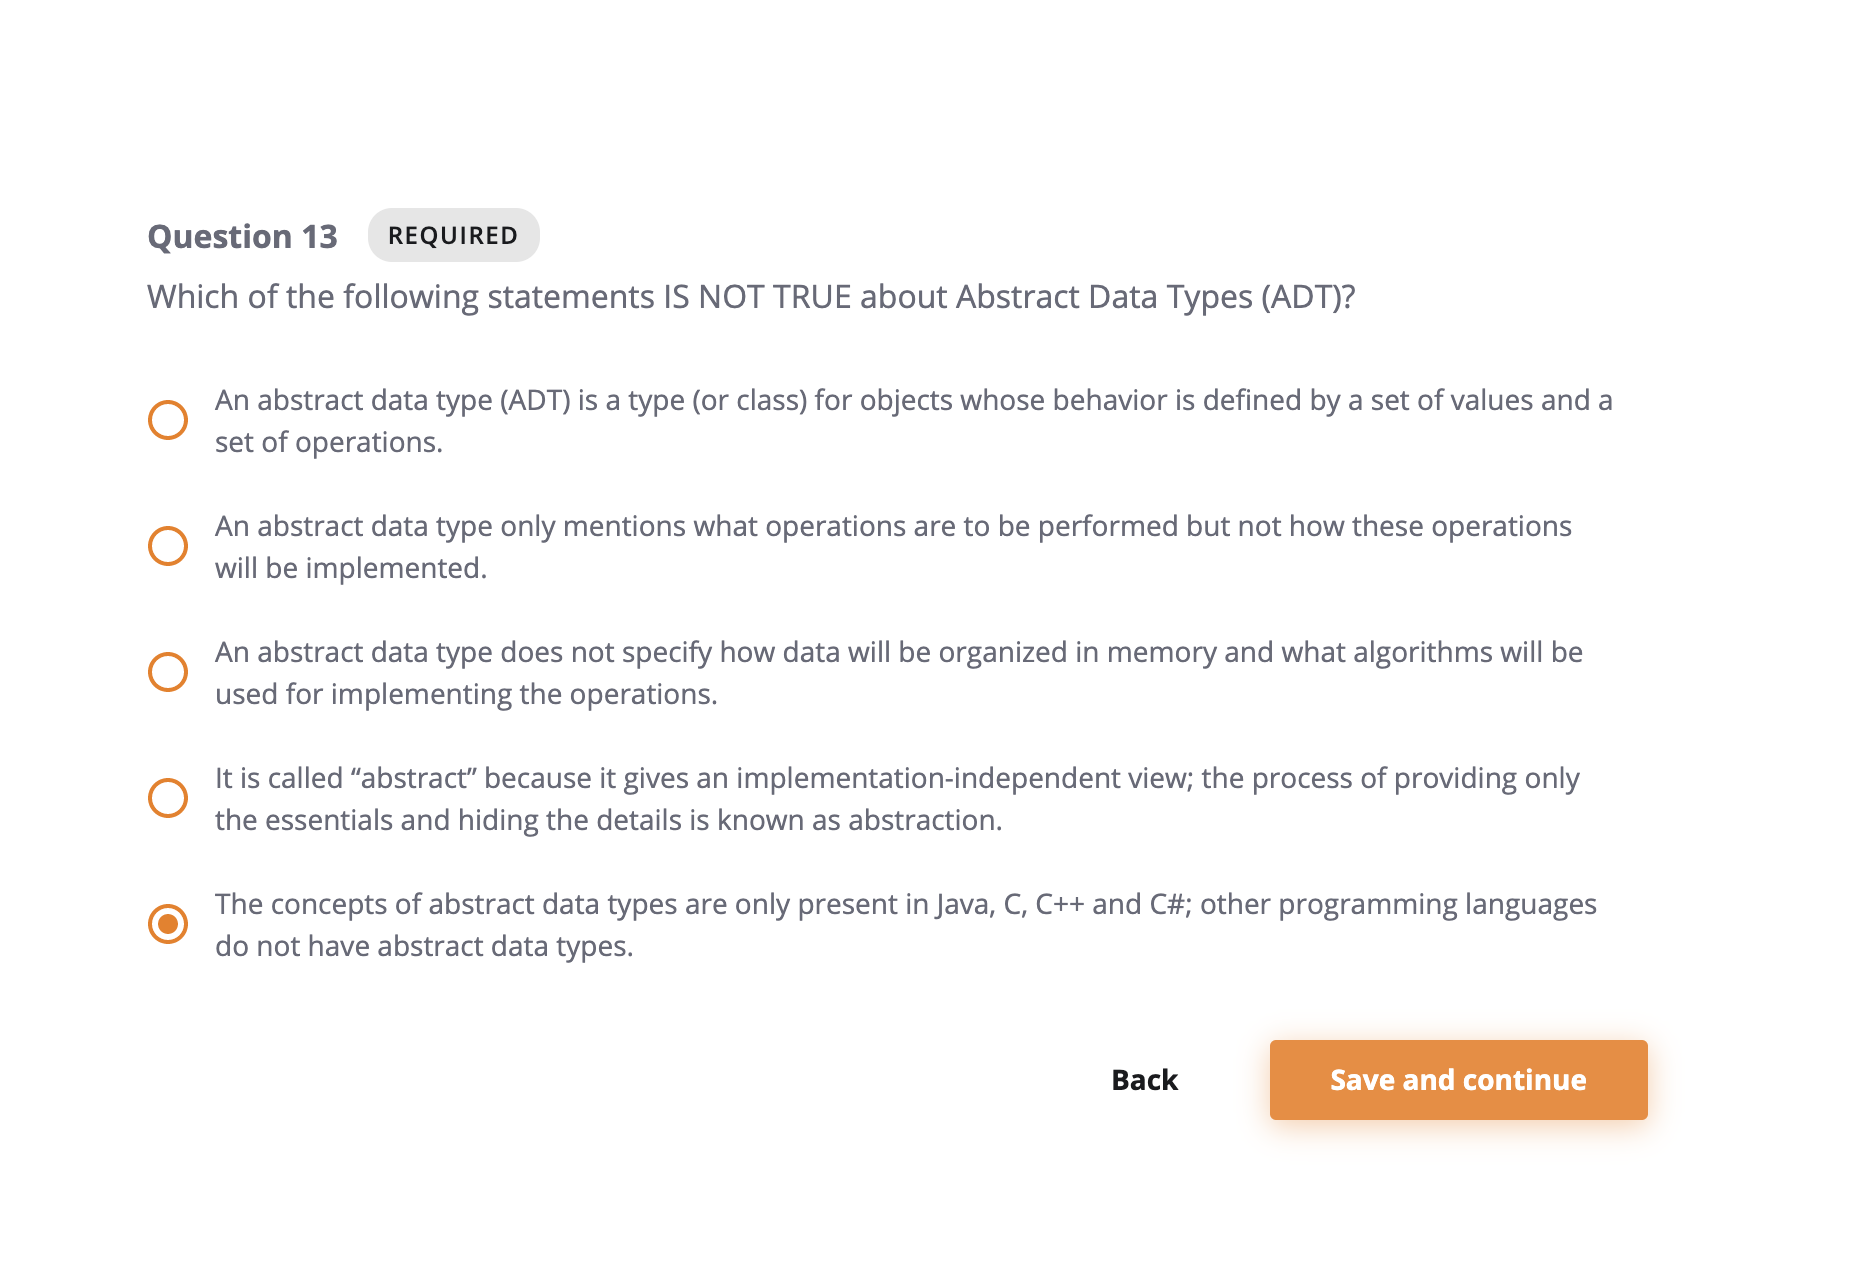 Question 13 REQUIRED
Which of the following statements IS NOT TRUE about Abstract Data Types (ADT)?
An abstract data type (ADT) is a type (or class) for objects whose behavior is defined by a set of values and a
set of operations.
An abstract data type only mentions what operations are to be performed but not how these operations
will be implemented.
An abstract data type does not specify how data will be organized in memory and what algorithms will be
used for implementing the operations.
It is called “abstract” because it gives an implementation-independent view; the process of providing only
the essentials and hiding the details is known as abstraction.
The concepts of abstract data types are only present in Java, C, C++ and C#; other programming languages
do not have abstract data types.
Back Save and continue